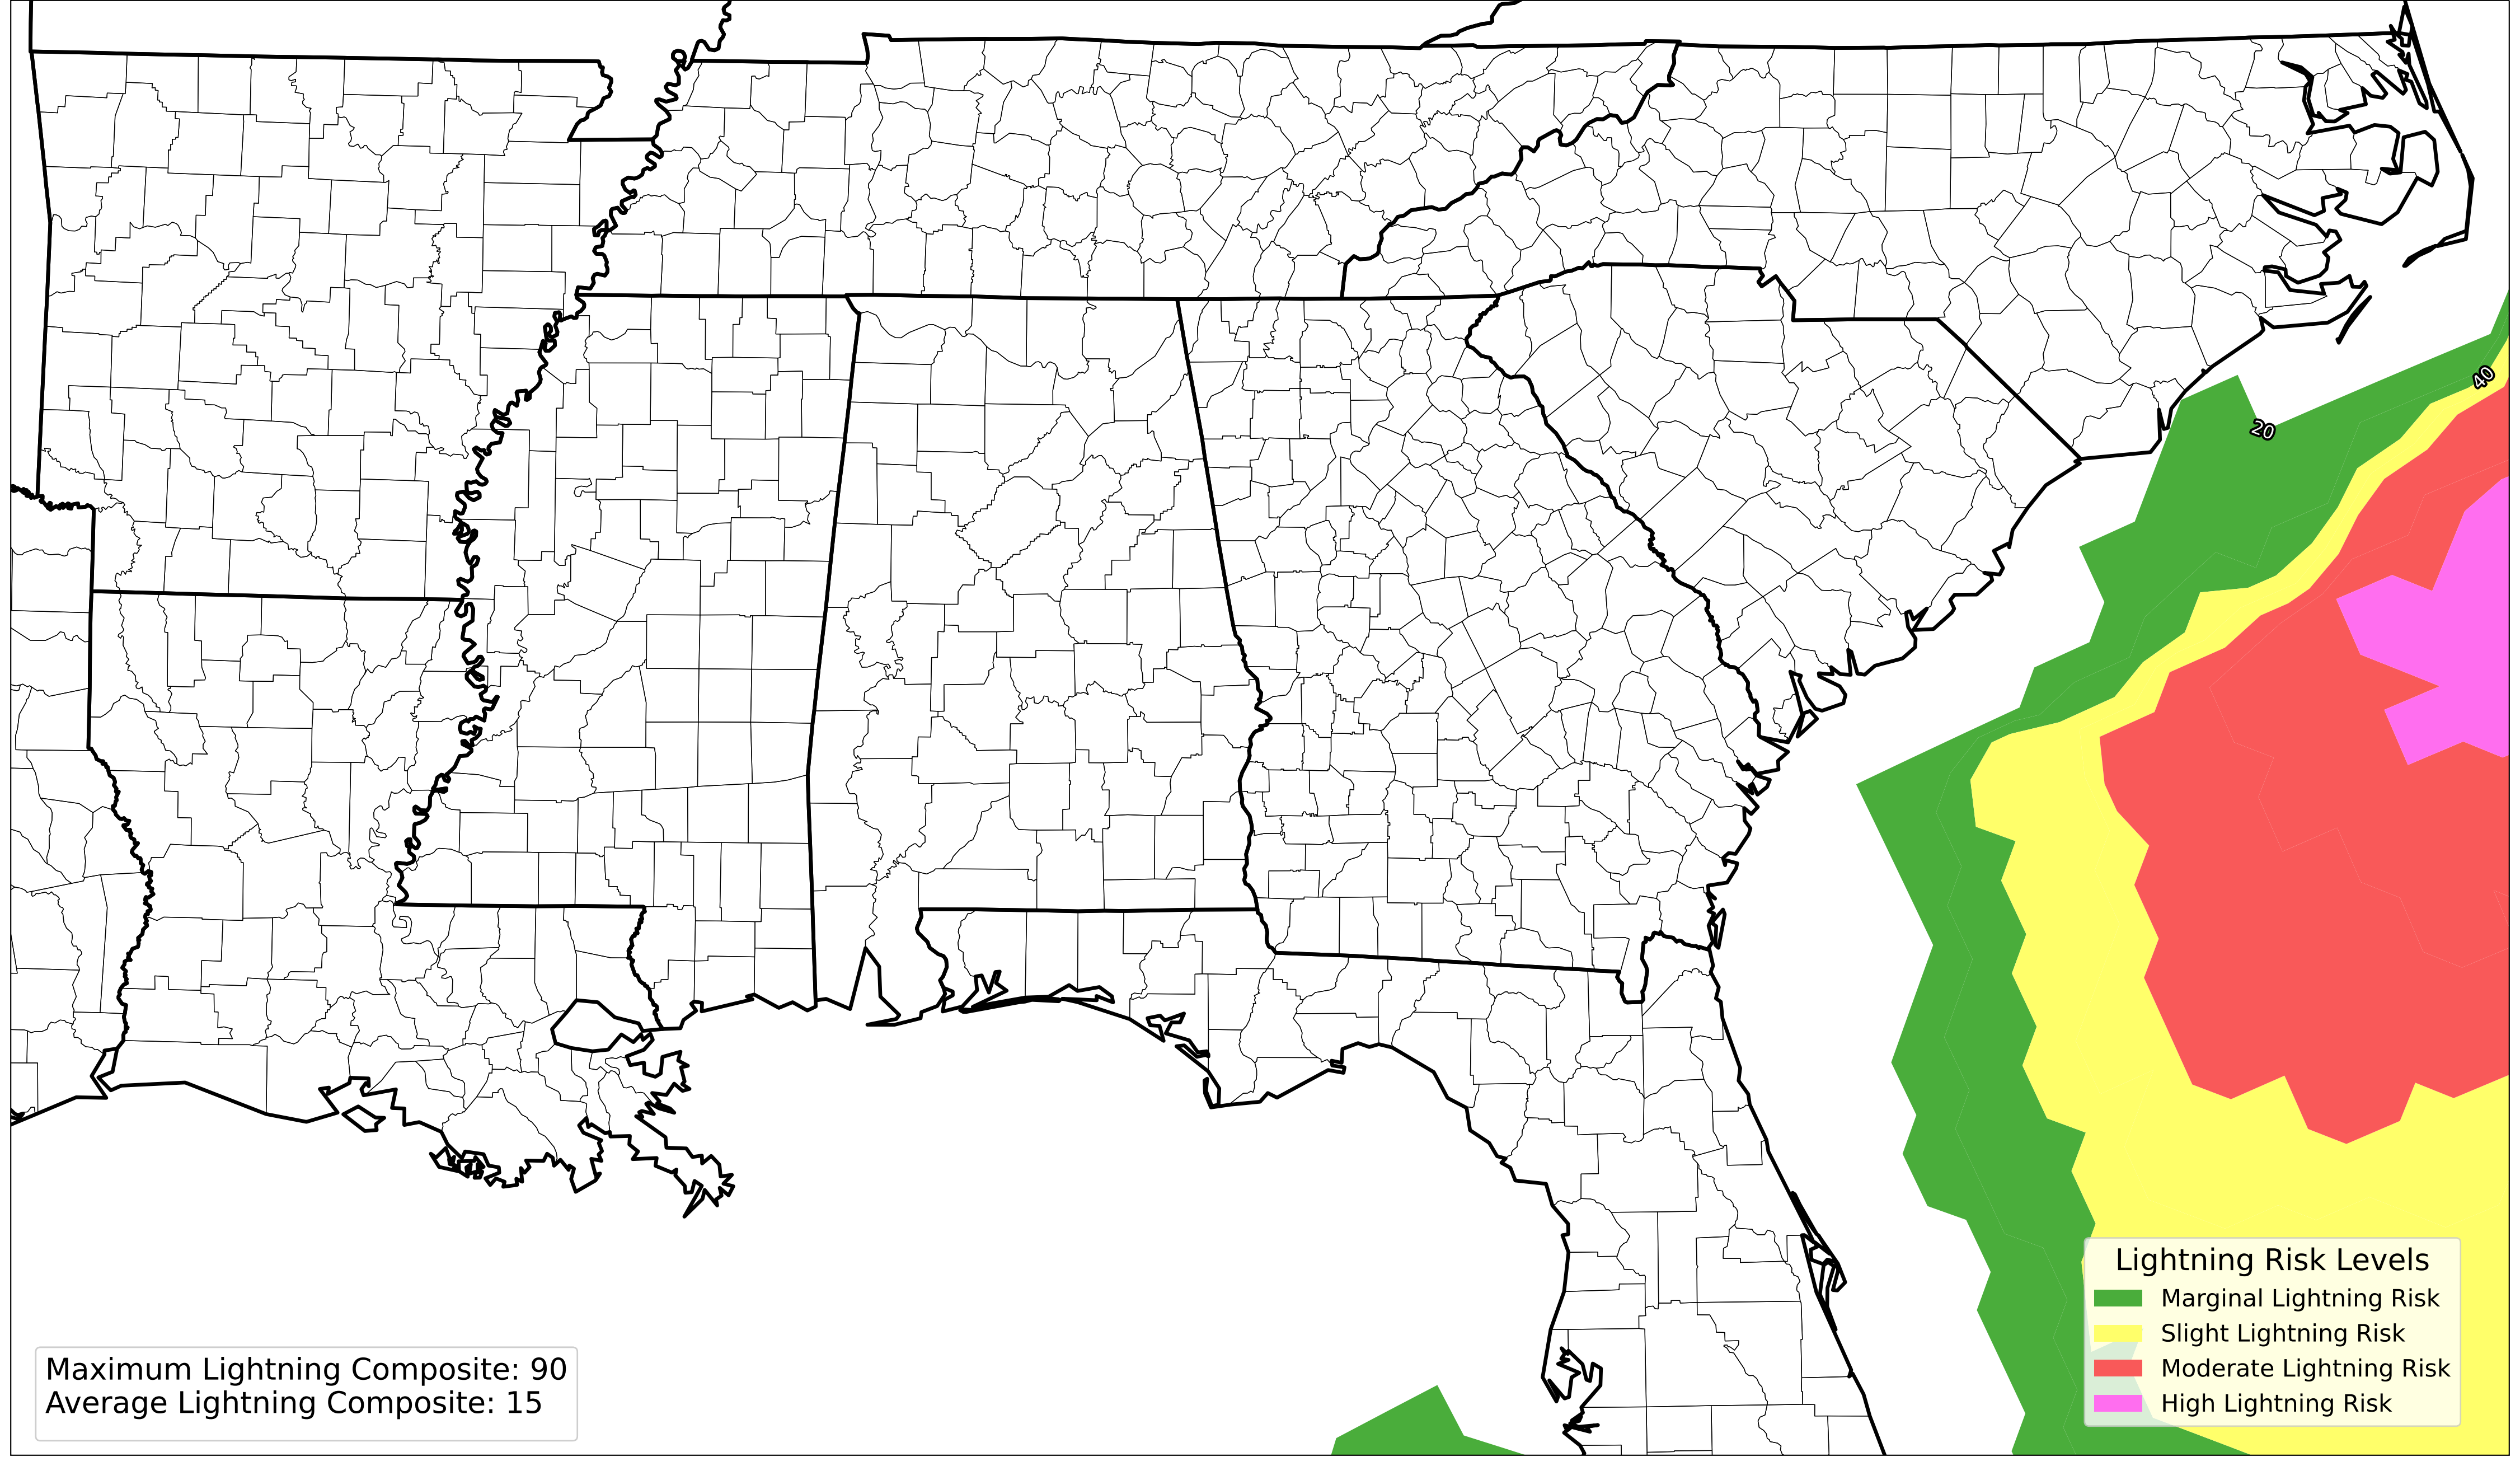 40
20
Lightning Risk Levels
Marginal Lightning Risk
Slight Lightning Risk
Moderate Lightning Risk
High Lightning Risk
Maximum Lightning Composite: 90
Average Lightning Composite: 15